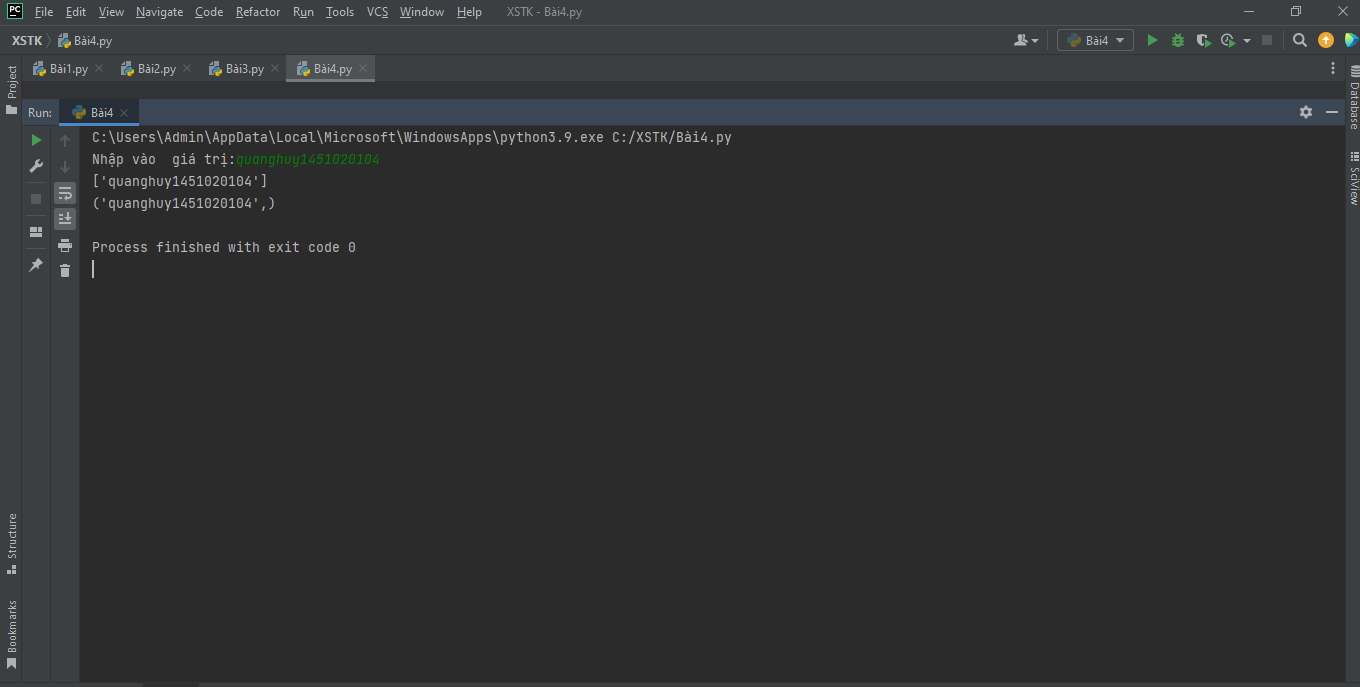 PC File Edit View Navigate Code Refactor Run Tools VCS Window Help XSTK - Bài4.py
XSTK Bài4.py Bài4
Project Bài1.py Bài2.py Bài3.py Bài4.py Database
Run: Bài4
C:\Users\Admin\AppData\Local\Microsoft\WindowsApps\python3.9.exe C:/XSTK/Bài4.py
Nhập vào  giá trị:quanghuy1451020104
['quanghuy1451020104']
('quanghuy1451020104',)
SciView
Process finished with exit code 0
Structure
Bookmarks